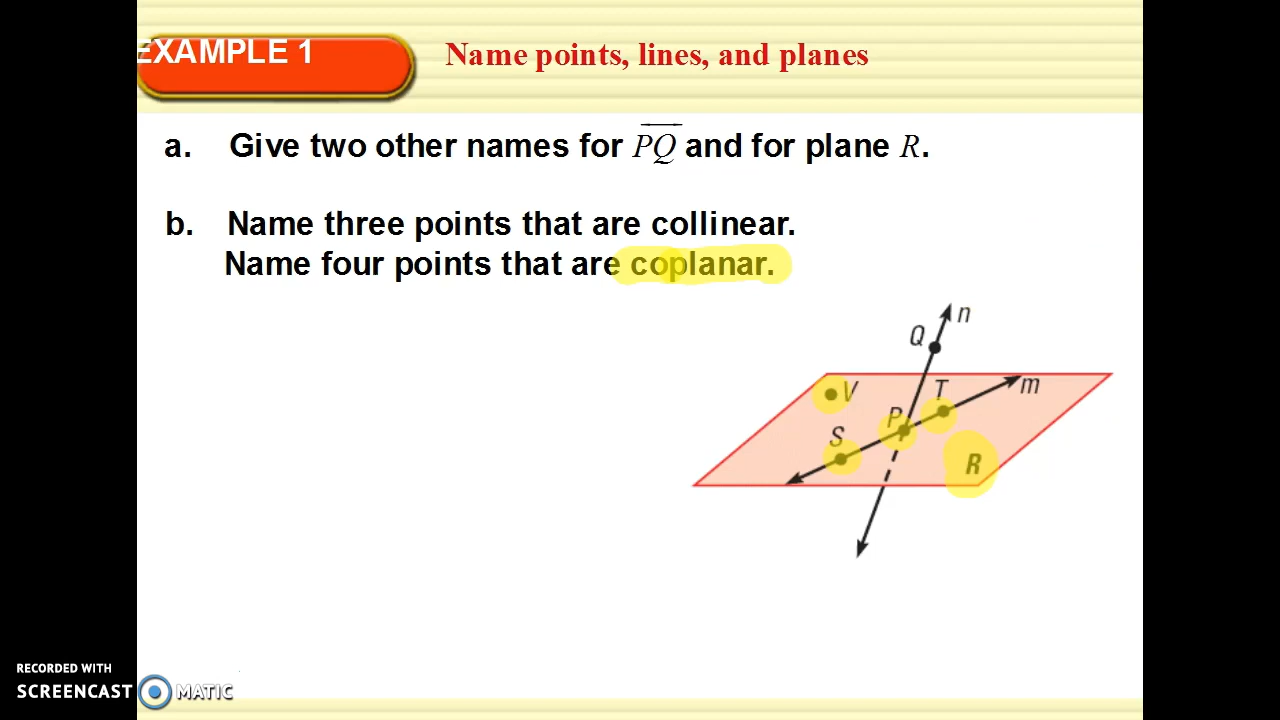 EXAMPLE 1
Name points, lines, and planes
a. Give two other names for PQ and for plane R.
b. Name three points that are collinear.
Name four points that are coplanar.
n
Q
V
T
m
P
S
R
RECORDED WITH
SCREENCAST MATIC